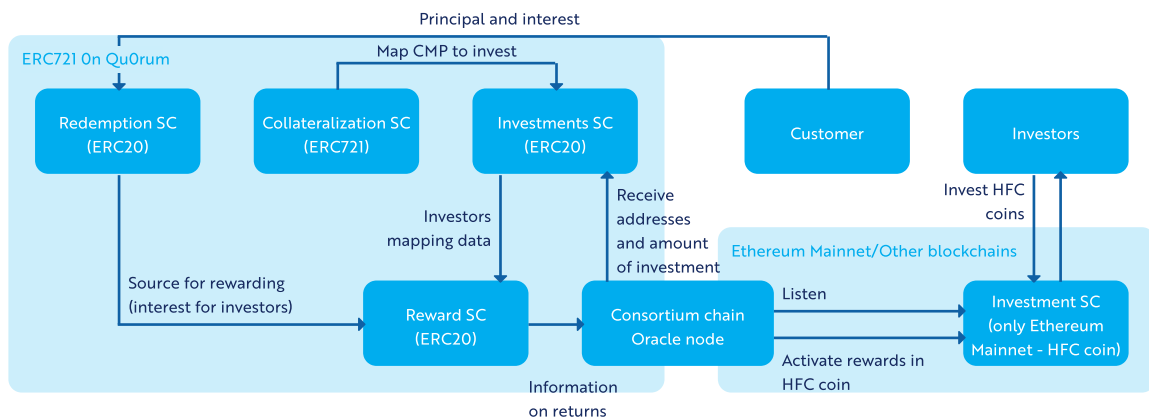 Principal and interest
ERC721 0n Qu0rum
Map CMP to invest
Redemption SC
(ERC20)
Collateralization SC
(ERC721)
Investments SC
(ERC20)
Customer
Investors
Investors
mapping data
Receive
addresses
and amount
of investment
Invest HFC
coins
Ethereum Mainnet/Other blockchains
Source for rewarding
(interest for investors)
Reward SC
(ERC20)
Consortium chain
Oracle node
Listen
Activate rewards in
HFC coin
Investment SC
(only Ethereum
Mainnet - HFC coin)
Information
on returns